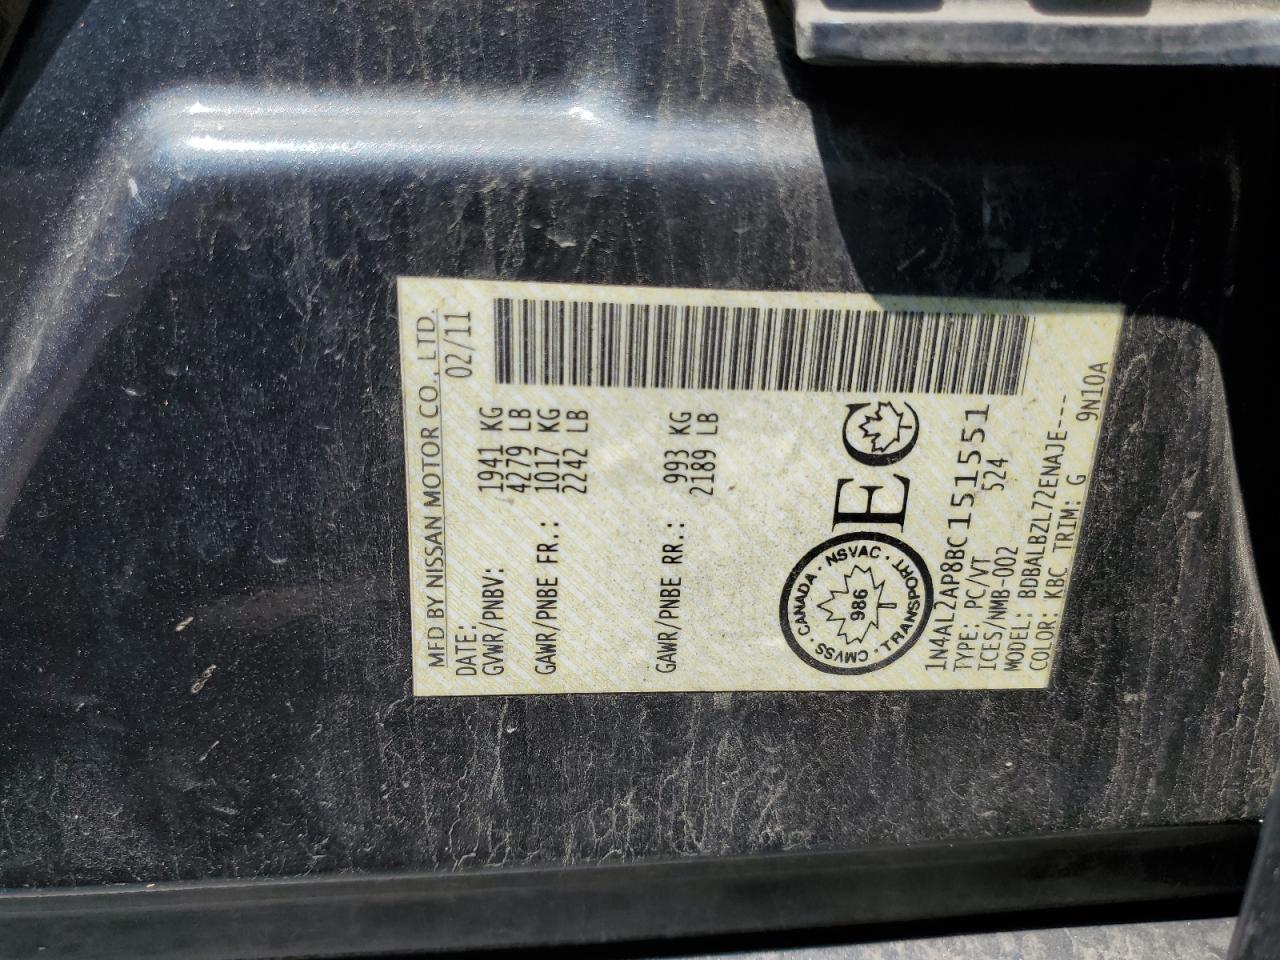 MFD BY NISSAN MOTOR CO., LTD.
DATE: 02/11
GVWR/PNBV: 1941 KG
4279 LB
GAWR/PNBE FR.: 1017 KG
2242 LB
GAWR/PNBE RR.: 993 KG
2189 LB
CMVSS · CANADA · NSVAC · TRANSPORT
986
EC
1N4AL2AP8BC151551
TYPE: PC/VT 524
ICES/NMB-002
MODEL: BDBALBZL72ENAJE----
COLOR: KBC TRIM: G 9N10A